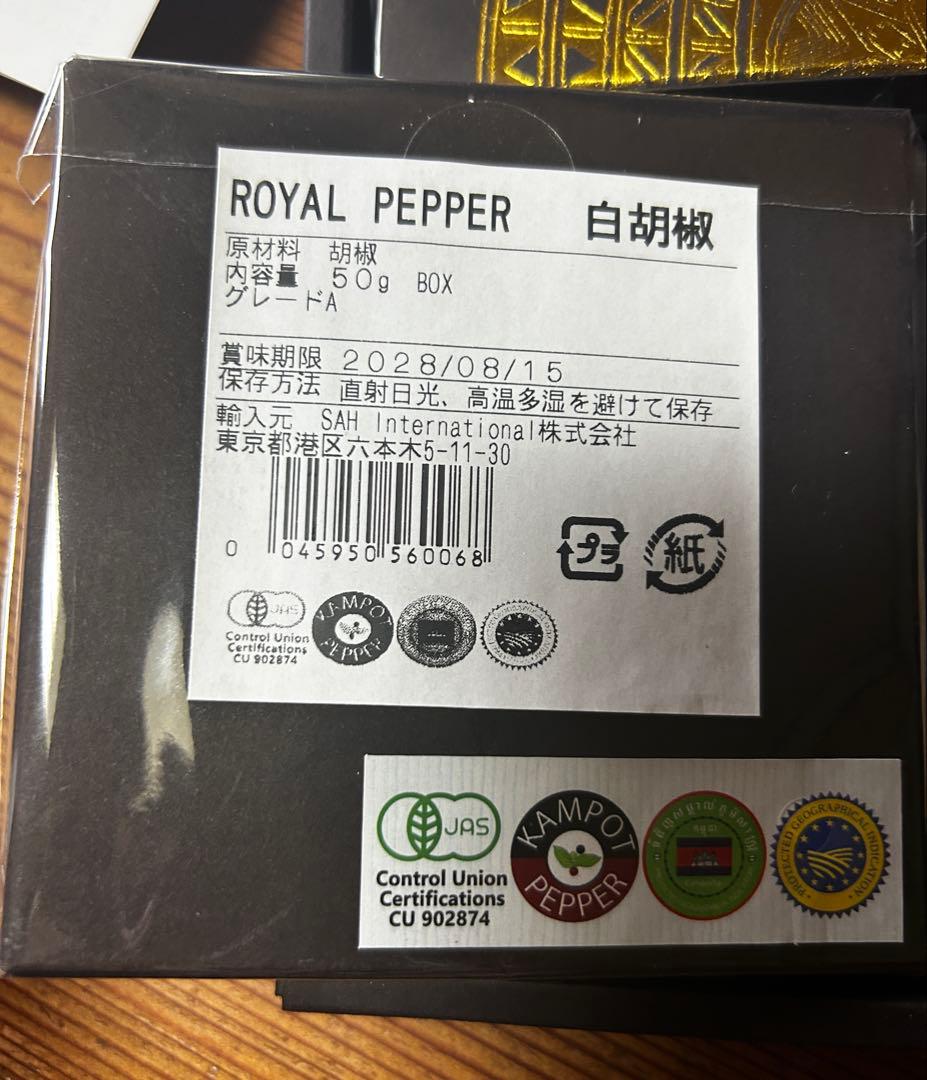 ROYAL PEPPER 白胡椒
原材料 胡椒
内容量 50g BOX
グレードA
賞味期限 2028/08/15
保存方法 直射日光、高温多湿を避けて保存
輸入元 SAH International株式会社
東京都港区六本木5-11-30
0 045950 560068
プラ
紙
JAS
Control Union
Certifications
CU 902874
KAMPOT
PEPPER
JAS
Control Union
Certifications
CU 902874
KAMPOT
PEPPER
PROTECTED GEOGRAPHICAL INDICATION